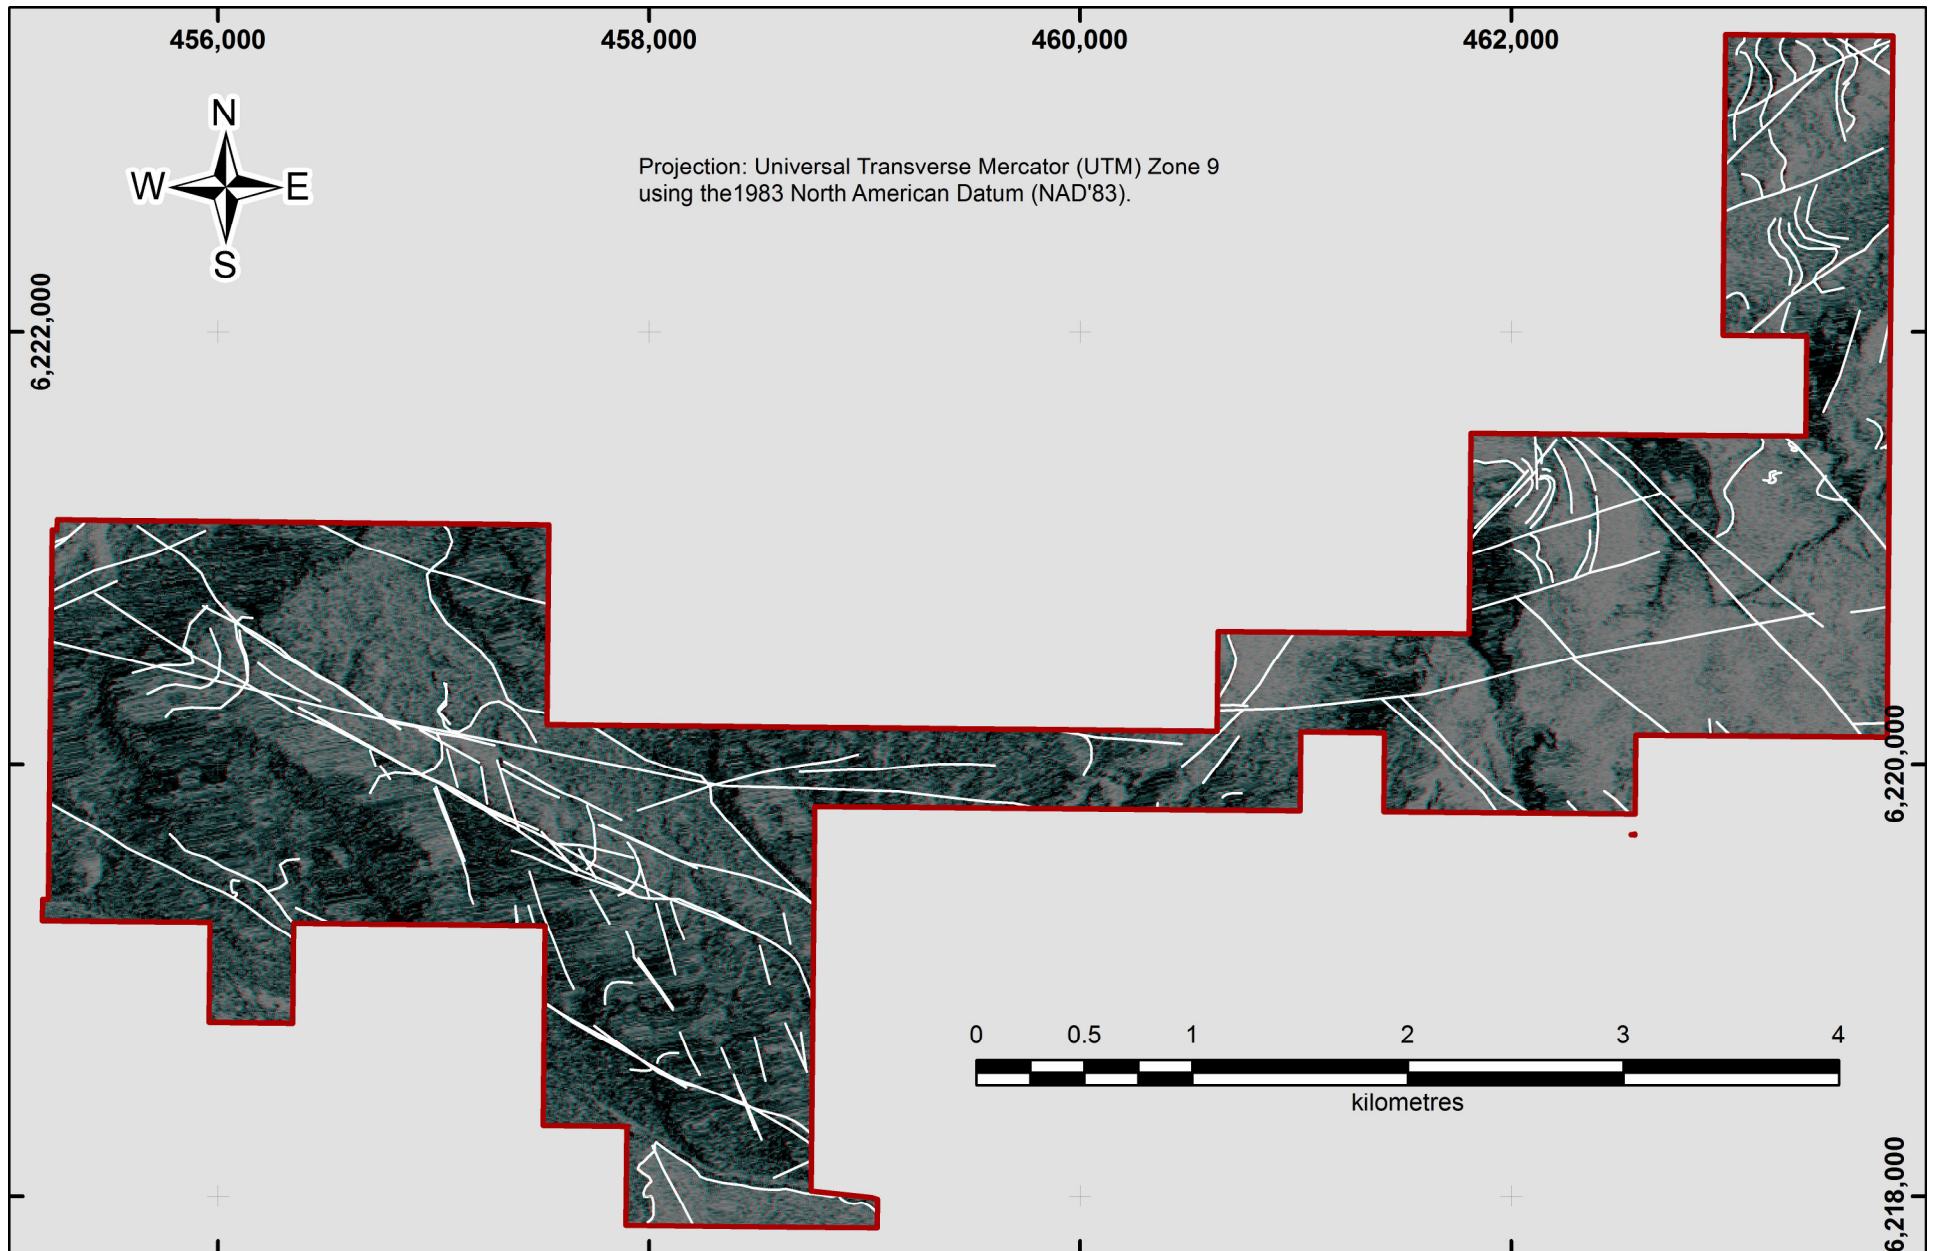 456,000 458,000 460,000 462,000
N
W E
S
Projection: Universal Transverse Mercator (UTM) Zone 9
using the1983 North American Datum (NAD'83).
6,222,000
6,220,000
0 0.5 1 2 3 4
kilometres
6,218,000